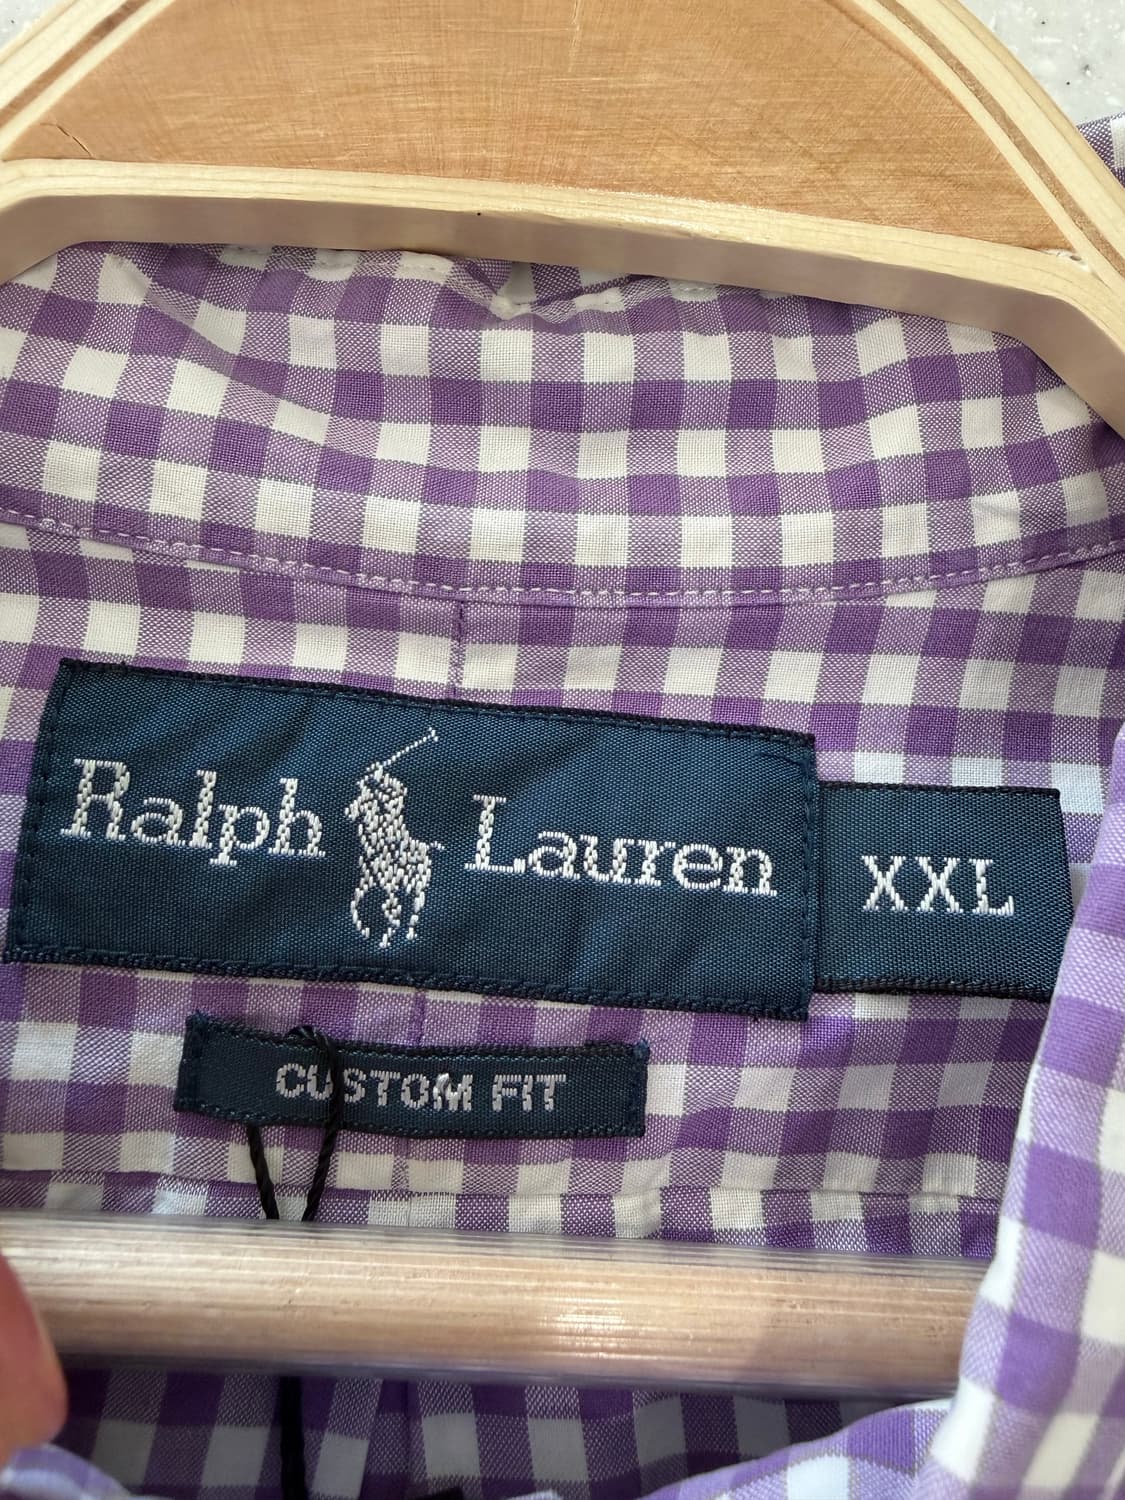 Ralph Lauren
XXL
CUSTOM FIT